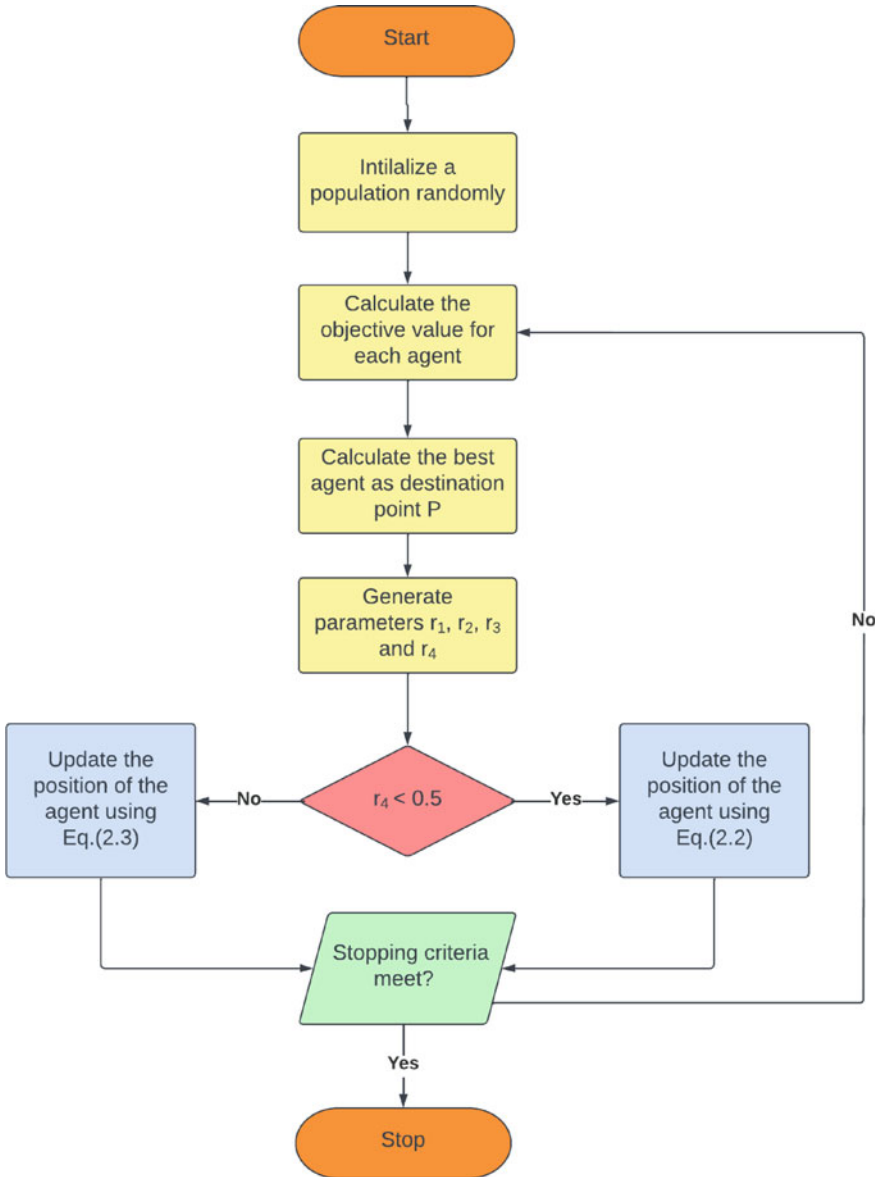 Start
Intilalize a
population randomly
Calculate the
objective value for
each agent
Calculate the best
agent as destination
point P
Generate
parameters r₁, r₂, r₃
and r₄
No
Update the
position of the
agent using
Eq.(2.3)
No
r₄ < 0.5
Yes
Update the
position of the
agent using
Eq.(2.2)
Stopping criteria
meet?
Yes
Stop